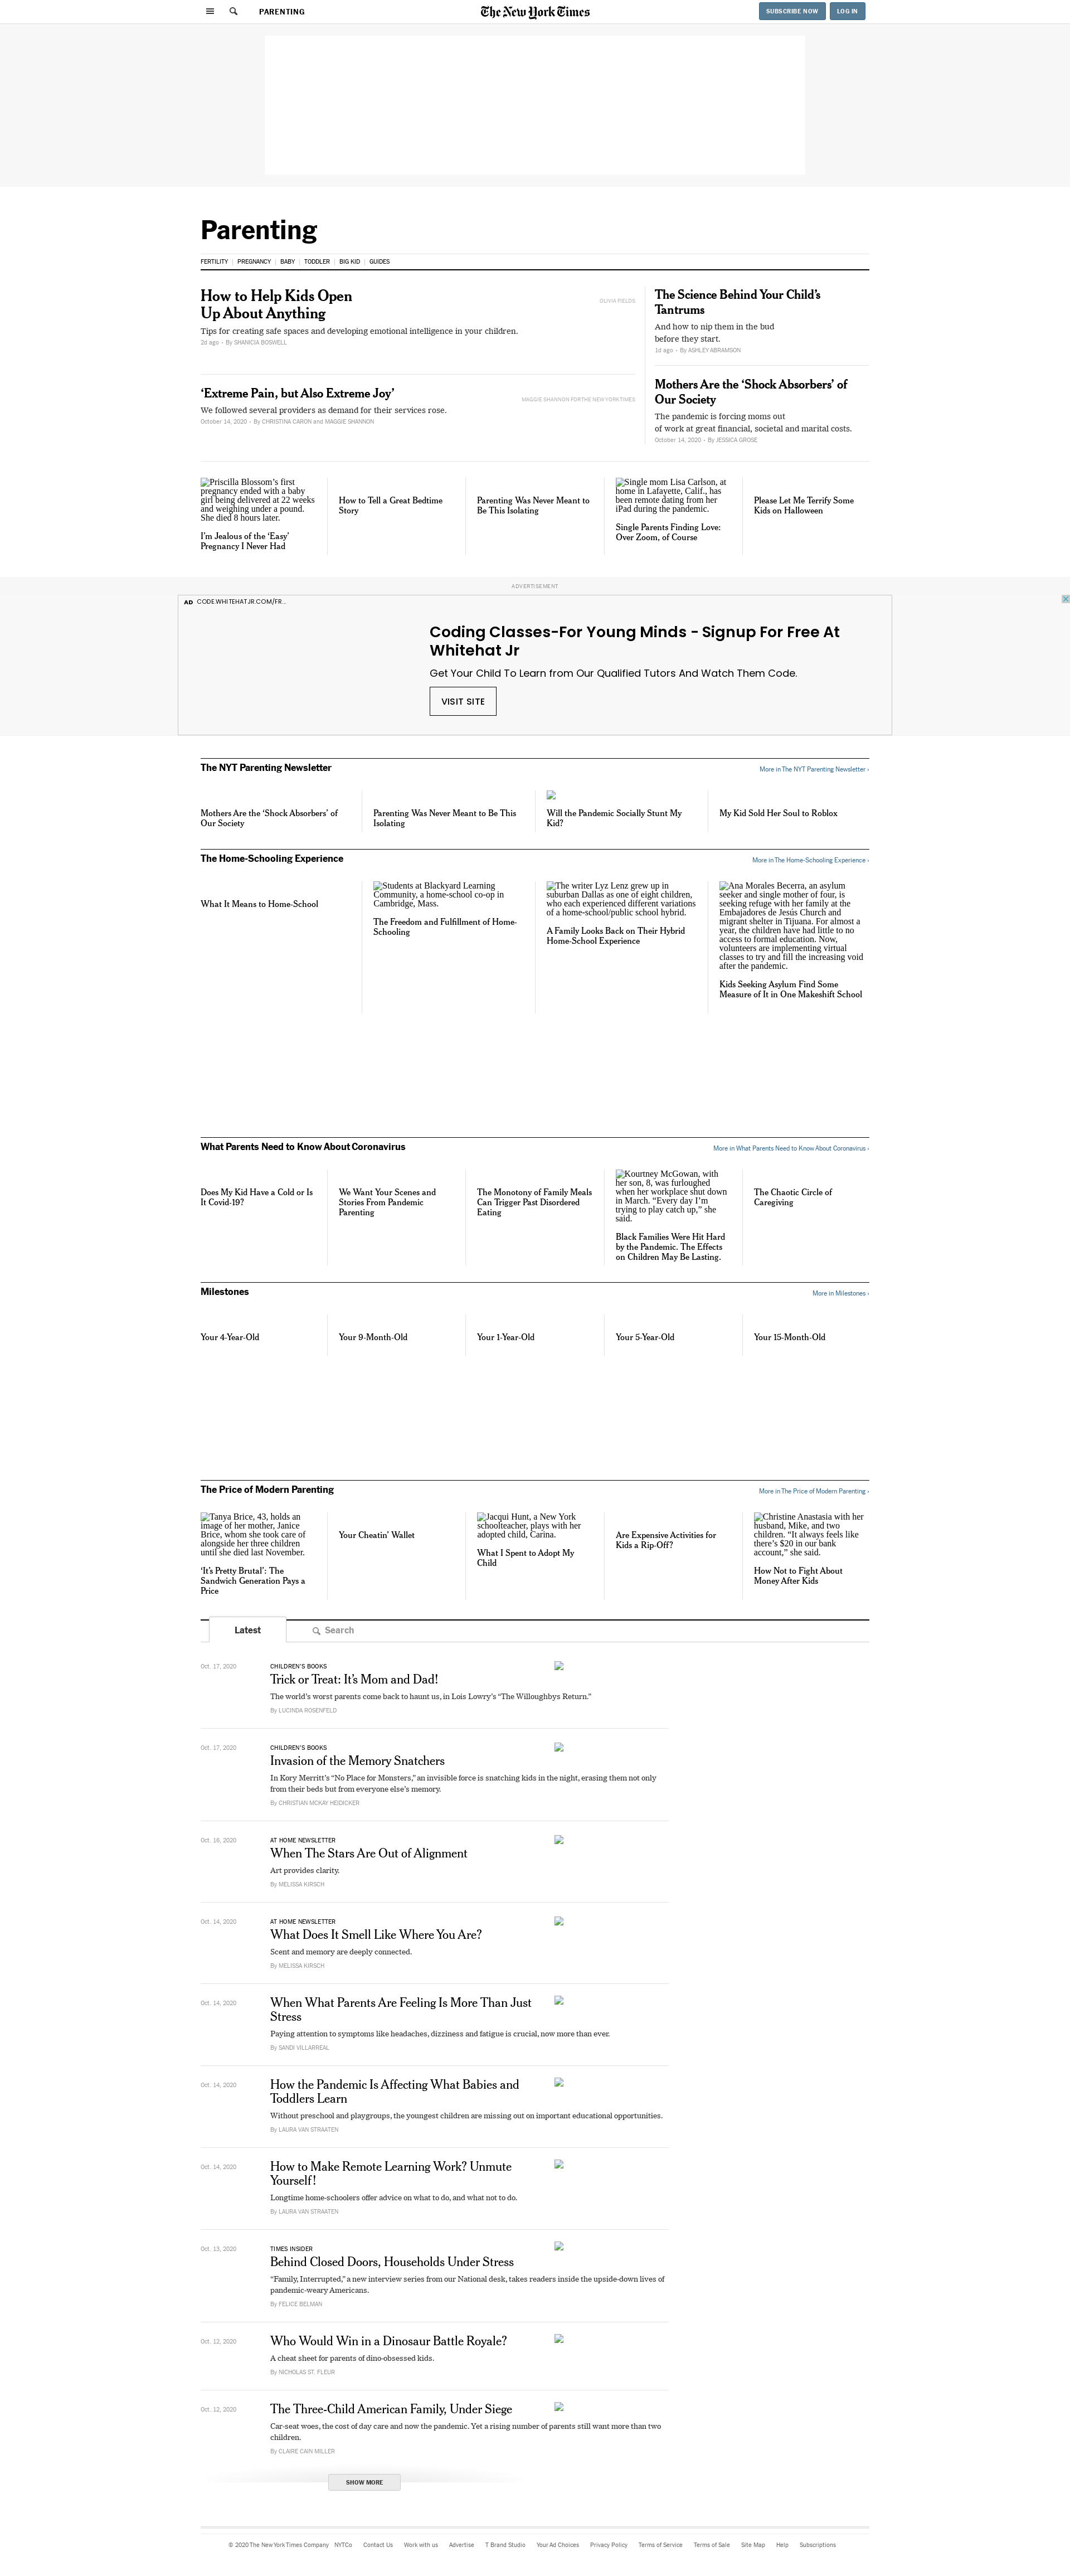 PARENTING
The New York Times
SUBSCRIBE NOW
LOG IN
Parenting
FERTILITY
PREGNANCY
BABY
TODDLER
BIG KID
GUIDES
How to Help Kids Open
Up About Anything
Tips for creating safe spaces and developing emotional intelligence in your children.
2d ago • By SHANICIA BOSWELL
SILIVIA FIELDS
‘Extreme Pain, but Also Extreme Joy’
We followed several providers as demand for their services rose.
October 14, 2020 • By CHRISTINA CARON and MAGGIE SHANNON
MAGGIE SHANNON FOR THE NEW YORK TIMES
The Science Behind Your Child’s
Tantrums
And how to nip them in the bud
before they start.
1d ago • By ASHLEY ABRAMSON
Mothers Are the ‘Shock Absorbers’ of
Our Society
The pandemic is forcing moms out
of work at great financial, societal and marital costs.
October 14, 2020 • By JESSICA GROSE
Priscilla Blossom’s first
pregnancy ended with a baby
girl being delivered at 22 weeks
and weighing under a pound.
She died 8 hours later.
I’m Jealous of the ‘Easy’
Pregnancy I Never Had
How to Tell a Great Bedtime
Story
Parenting Was Never Meant to
Be This Isolating
Single mom Lisa Carlson, at
home in Lafayette, Calif., has
been remote dating from her
iPad during the pandemic.
Single Parents Finding Love:
Over Zoom, of Course
Please Let Me Terrify Some
Kids on Halloween
ADVERTISEMENT
AD CODE.WHITEHATJR.COM/FR...
Coding Classes-For Young Minds - Signup For Free At
Whitehat Jr
Get Your Child To Learn from Our Qualified Tutors And Watch Them Code.
VISIT SITE
The NYT Parenting Newsletter
More in The NYT Parenting Newsletter ›
Mothers Are the ‘Shock Absorbers’ of
Our Society
Parenting Was Never Meant to Be This
Isolating
Will the Pandemic Socially Stunt My
Kid?
My Kid Sold Her Soul to Roblox
The Home-Schooling Experience
More in The Home-Schooling Experience ›
What It Means to Home-School
Students at Blackyard Learning
Community, a home-school co-op in
Cambridge, Mass.
The Freedom and Fulfillment of Home-
Schooling
The writer Lyz Lenz grew up in
suburban Dallas as one of eight children,
who each experienced different variations
of a home-school/public school hybrid.
A Family Looks Back on Their Hybrid
Home-School Experience
Ana Morales Becerra, an asylum
seeker and single mother of four, is
seeking refuge with her family at the
Embajadores de Jesús Church and
migrant shelter in Tijuana. For almost a
year, the children have had little to no
access to formal education. Now,
volunteers are implementing virtual
classes to try and fill the increasing void
after the pandemic.
Kids Seeking Asylum Find Some
Measure of It in One Makeshift School
What Parents Need to Know About Coronavirus
More in What Parents Need to Know About Coronavirus ›
Does My Kid Have a Cold or Is
It Covid-19?
We Want Your Scenes and
Stories From Pandemic
Parenting
The Monotony of Family Meals
Can Trigger Past Disordered
Eating
Kourtney McGowan, with
her son, 8, was furloughed
when her workplace shut down
in March. “Every day I’m
trying to play catch up,” she
said.
Black Families Were Hit Hard
by the Pandemic. The Effects
on Children May Be Lasting.
The Chaotic Circle of
Caregiving
Milestones
More in Milestones ›
Your 4-Year-Old
Your 9-Month-Old
Your 1-Year-Old
Your 5-Year-Old
Your 15-Month-Old
The Price of Modern Parenting
More in The Price of Modern Parenting ›
Tanya Brice, 43, holds an
image of her mother, Janice
Brice, whom she took care of
alongside her three children
until she died last November.
‘It’s Pretty Brutal’: The
Sandwich Generation Pays a
Price
Your Cheatin’ Wallet
Jacqui Hunt, a New York
schoolteacher, plays with her
adopted child, Carina.
What I Spent to Adopt My
Child
Are Expensive Activities for
Kids a Rip-Off?
Christine Anastasia with her
husband, Mike, and two
children. “It always feels like
there’s $20 in our bank
account,” she said.
How Not to Fight About
Money After Kids
Latest
Search
Oct. 17, 2020
CHILDREN’S BOOKS
Trick or Treat: It’s Mom and Dad!
The world’s worst parents come back to haunt us, in Lois Lowry’s “The Willoughbys Return.”
By LUCINDA ROSENFELD
Oct. 17, 2020
CHILDREN’S BOOKS
Invasion of the Memory Snatchers
In Kory Merritt’s “No Place for Monsters,” an invisible force is snatching kids in the night, erasing them not only
from their beds but from everyone else’s memory.
By CHRISTIAN MCKAY HEIDICKER
Oct. 16, 2020
AT HOME NEWSLETTER
When The Stars Are Out of Alignment
Art provides clarity.
By MELISSA KIRSCH
Oct. 14, 2020
AT HOME NEWSLETTER
What Does It Smell Like Where You Are?
Scent and memory are deeply connected.
By MELISSA KIRSCH
Oct. 14, 2020
When What Parents Are Feeling Is More Than Just
Stress
Paying attention to symptoms like headaches, dizziness and fatigue is crucial, now more than ever.
By SANDI VILLARREAL
Oct. 14, 2020
How the Pandemic Is Affecting What Babies and
Toddlers Learn
Without preschool and playgroups, the youngest children are missing out on important educational opportunities.
By LAURA VAN STRAATEN
Oct. 14, 2020
How to Make Remote Learning Work? Unmute
Yourself!
Longtime home-schoolers offer advice on what to do, and what not to do.
By LAURA VAN STRAATEN
Oct. 13, 2020
TIMES INSIDER
Behind Closed Doors, Households Under Stress
“Family, Interrupted,” a new interview series from our National desk, takes readers inside the upside-down lives of
pandemic-weary Americans.
By FELICE BELMAN
Oct. 12, 2020
Who Would Win in a Dinosaur Battle Royale?
A cheat sheet for parents of dino-obsessed kids.
By NICHOLAS ST. FLEUR
Oct. 12, 2020
The Three-Child American Family, Under Siege
Car-seat woes, the cost of day care and now the pandemic. Yet a rising number of parents still want more than two
children.
By CLAIRE CAIN MILLER
SHOW MORE
© 2020 The New York Times Company NYTCo Contact Us Work with us Advertise T Brand Studio Your Ad Choices Privacy Policy Terms of Service Terms of Sale Site Map Help Subscriptions